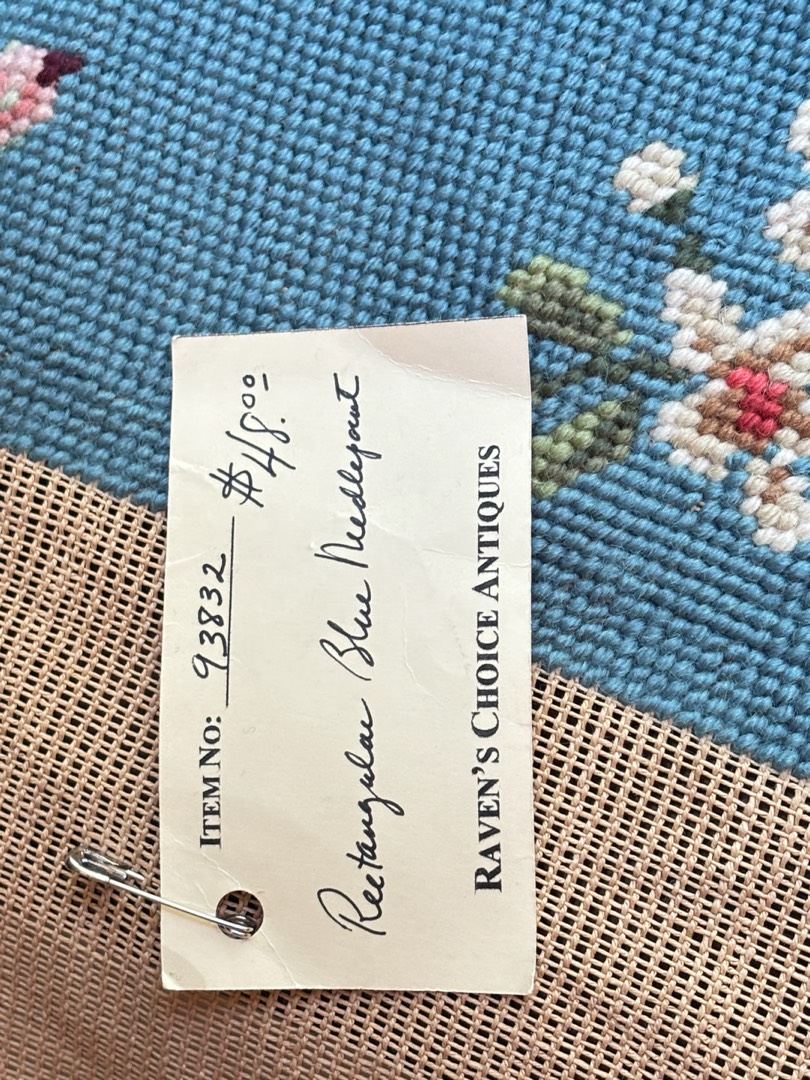 ITEM NO: 93832 $48.00
Rectangular Blue Needlepoint
RAVEN'S CHOICE ANTIQUES